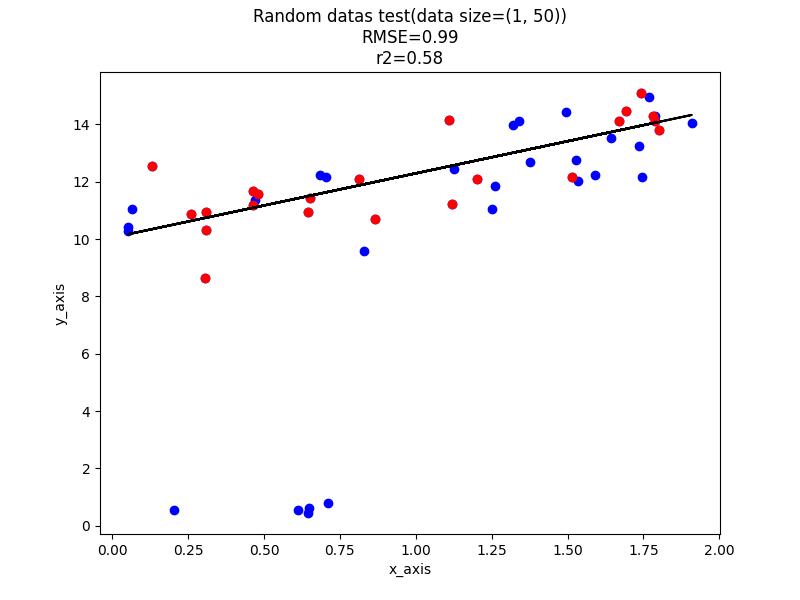 Random datas test(data size=(1, 50))
RMSE=0.99
r2=0.58
14
12
10
8
6
4
2
0
y_axis
0.00 0.25 0.50 0.75 1.00 1.25 1.50 1.75 2.00
x_axis